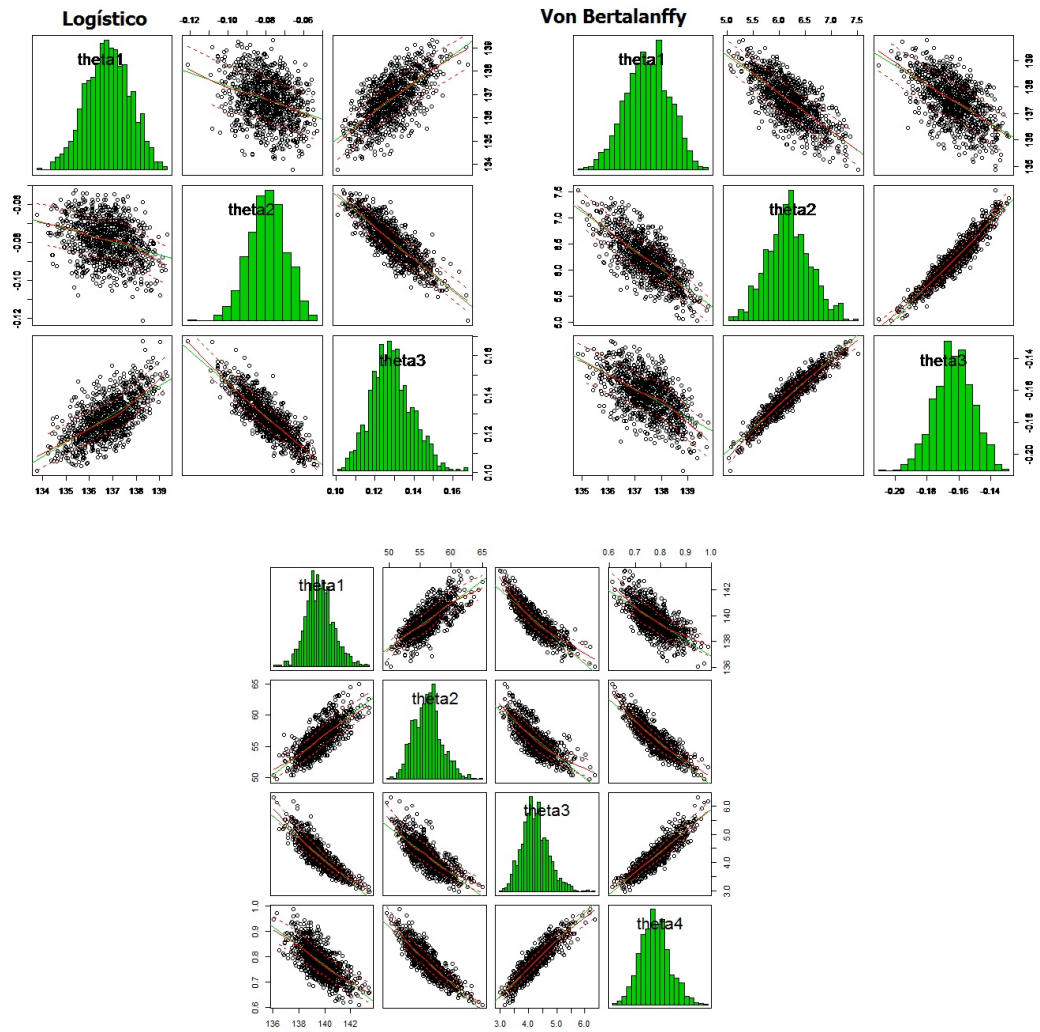 Logístico
-0.12 -0.10 -0.08 -0.06
theta1
134 135 136 137 138 139
-0.12 -0.10 -0.08 -0.06
theta2
theta3
0.10 0.12 0.14 0.16
134 135 136 137 138 139
0.10 0.12 0.14 0.16
Von Bertalanffy
5.0 5.5 6.0 6.5 7.0 7.5
theta1
135 136 137 138 139
5.0 5.5 6.0 6.5 7.0 7.5
theta2
theta3
-0.20 -0.18 -0.16 -0.14
135 136 137 138 139
-0.20 -0.18 -0.16 -0.14
50 55 60 65
0.6 0.7 0.8 0.9 1.0
theta1
136 138 140 142
50 55 60 65
theta2
theta3
3.0 4.0 5.0 6.0
0.6 0.7 0.8 0.9 1.0
theta4
136 138 140 142
3.0 4.0 5.0 6.0